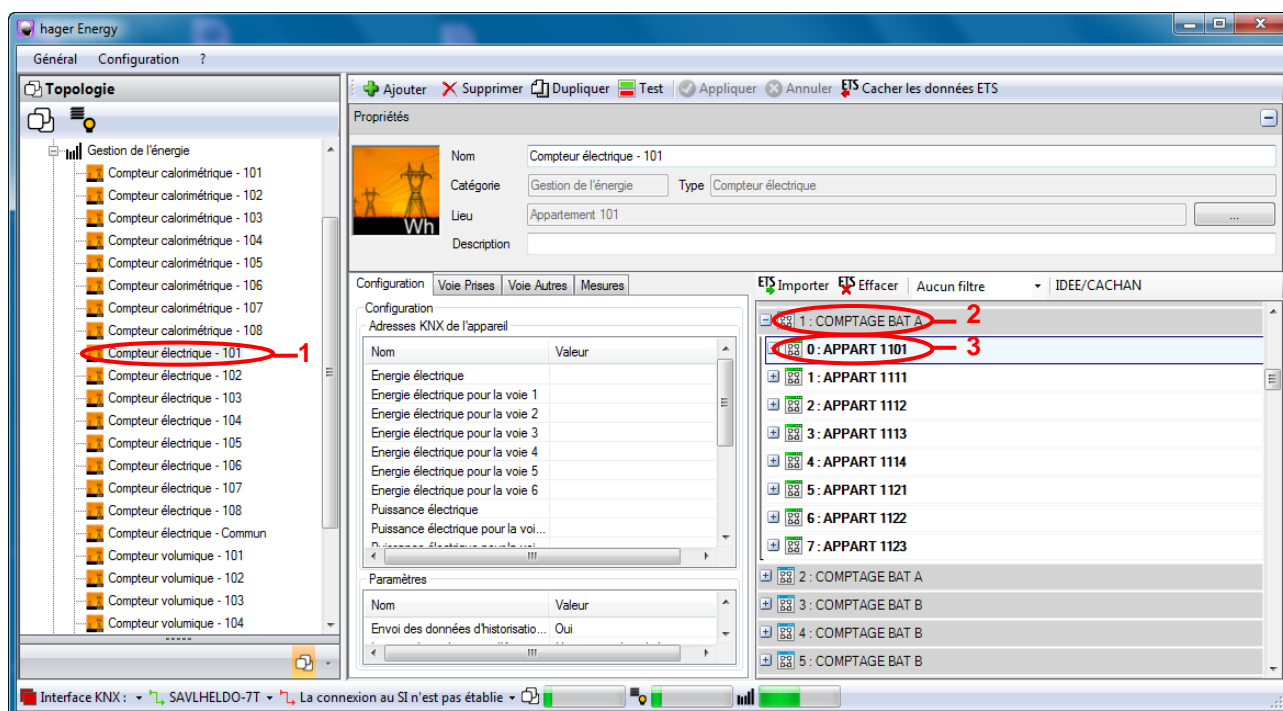 hager Energy
Général Configuration ?
Topologie
Gestion de l'énergie
Compteur calorimétrique - 101
Compteur calorimétrique - 102
Compteur calorimétrique - 103
Compteur calorimétrique - 104
Compteur calorimétrique - 105
Compteur calorimétrique - 106
Compteur calorimétrique - 107
Compteur calorimétrique - 108
Compteur électrique - 101
1
Compteur électrique - 102
Compteur électrique - 103
Compteur électrique - 104
Compteur électrique - 105
Compteur électrique - 106
Compteur électrique - 107
Compteur électrique - 108
Compteur électrique - Commun
Compteur volumique - 101
Compteur volumique - 102
Compteur volumique - 103
Compteur volumique - 104
Ajouter Supprimer Dupliquer Test Appliquer Annuler ETS Cacher les données ETS
Propriétés
Wh
Nom Compteur électrique - 101
Catégorie Gestion de l'énergie Type Compteur électrique
Lieu Appartement 101 ...
Description
Configuration Voie Prises Voie Autres Mesures
Configuration
Adresses KNX de l'appareil
Nom Valeur
Energie électrique
Energie électrique pour la voie 1
Energie électrique pour la voie 2
Energie électrique pour la voie 3
Energie électrique pour la voie 4
Energie électrique pour la voie 5
Energie électrique pour la voie 6
Puissance électrique
Puissance électrique pour la voi...
Paramètres
Nom Valeur
Envoi des données d'historisatio... Oui
ETS Importer ETS Effacer Aucun filtre IDEE/CACHAN
1 : COMPTAGE BAT A 2
0 : APPART 1101 3
1 : APPART 1111
2 : APPART 1112
3 : APPART 1113
4 : APPART 1114
5 : APPART 1121
6 : APPART 1122
7 : APPART 1123
2 : COMPTAGE BAT A
3 : COMPTAGE BAT B
4 : COMPTAGE BAT B
5 : COMPTAGE BAT B
Interface KNX : SAVLHELDO-7T La connexion au SI n'est pas établie